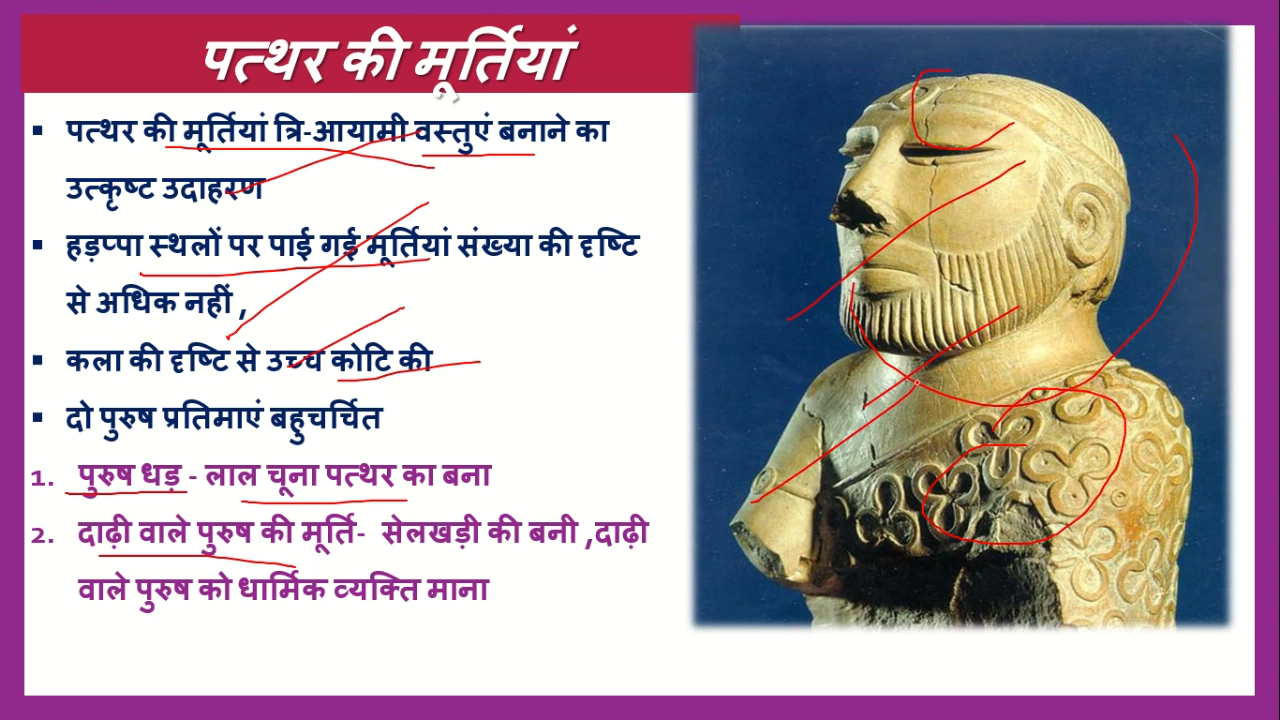 पत्थर की मूर्तियां
▪ पत्थर की मूर्तियां त्रि-आयामी वस्तुएं बनाने का
उत्कृष्ट उदाहरण
▪ हड़प्पा स्थलों पर पाई गई मूर्तियां संख्या की दृष्टि
से अधिक नहीं ,
▪ कला की दृष्टि से उच्च कोटि की
▪ दो पुरुष प्रतिमाएं बहुचर्चित
1. पुरुष धड़ - लाल चूना पत्थर का बना
2. दाढ़ी वाले पुरुष की मूर्ति- सेलखड़ी की बनी ,दाढ़ी
वाले पुरुष को धार्मिक व्यक्ति माना